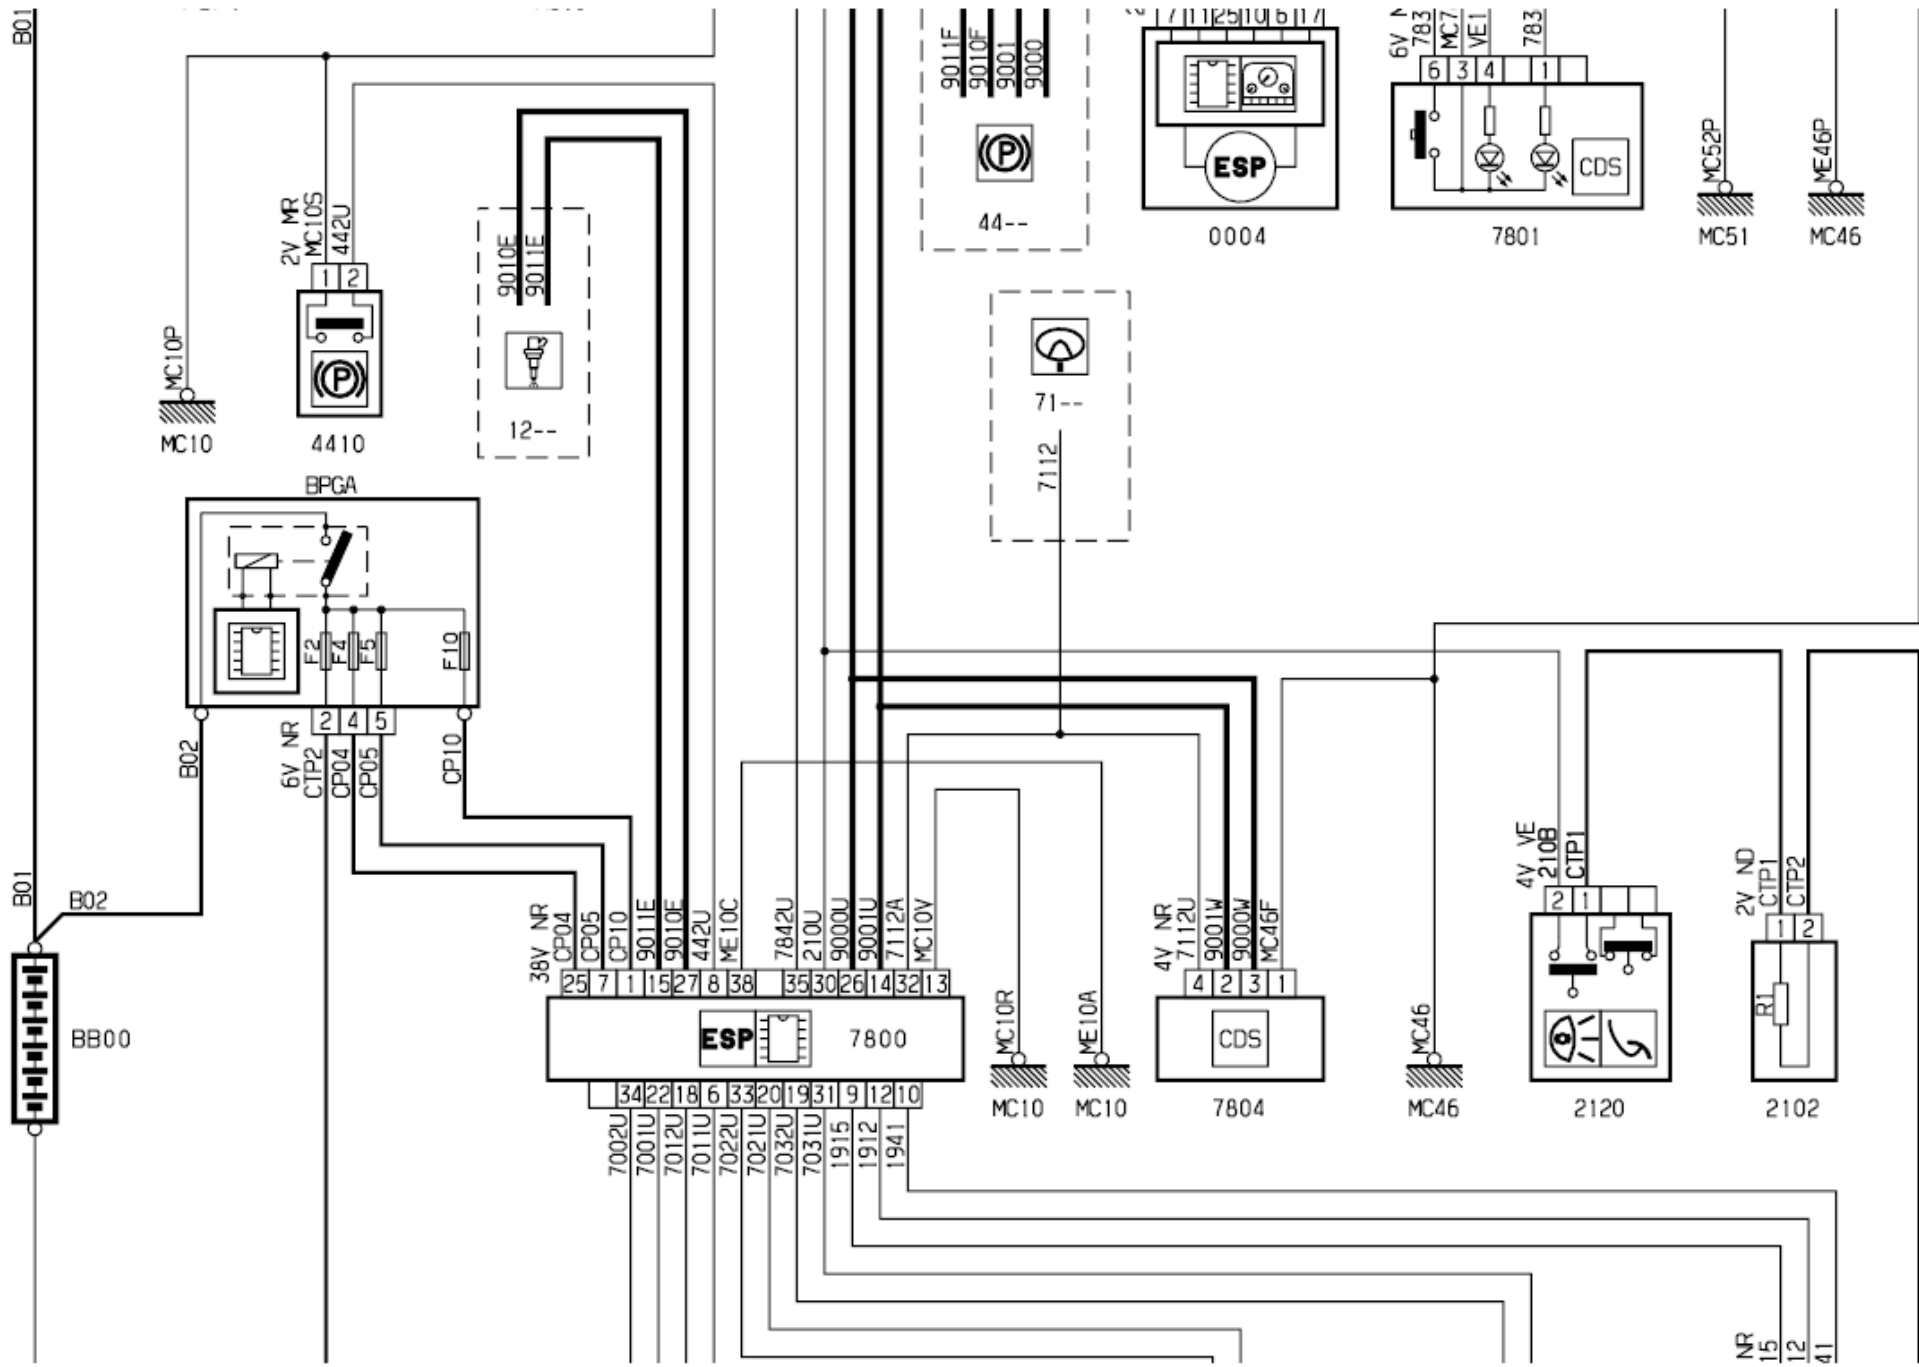 B01
9011F
9010F
9001
9000
7 11 25 10 6 17
6V N
783
MC7
VE1
783
6 3 4 1
2V MR
MC10S
442U
1 2
MC10P
MC10
P
4410
9010E
9011E
12--
P
44--
ESP
0004
CDS
7801
MC52P
MC51
ME46P
MC46
71--
7112
BPGA
F2
F4
F5
F10
2 4 5
B02
6V NR
CTP2
CP04
CP05
CP10
B01
B02
BB00
38V NR
CP04
CP05
CP10
9011E
9010E
442U
ME10C
7842U
210U
9000U
9001U
7112A
MC10V
25 7 1 15 27 8 38 35 30 26 14 32 13
ESP 7800
34 22 18 6 33 20 19 31 9 12 10
7002U
7001U
7012U
7011U
7022U
7021U
7032U
7031U
1915
1912
1941
MC10R
MC10
ME10A
MC10
4V NR
7112U
9001W
9000W
MC46F
4 2 3 1
CDS
7804
MC46
MC46
4V VE
210B
CTP1
2 1
2120
2V ND
CTP1
CTP2
1 2
R1
2102
NR
15
12
41